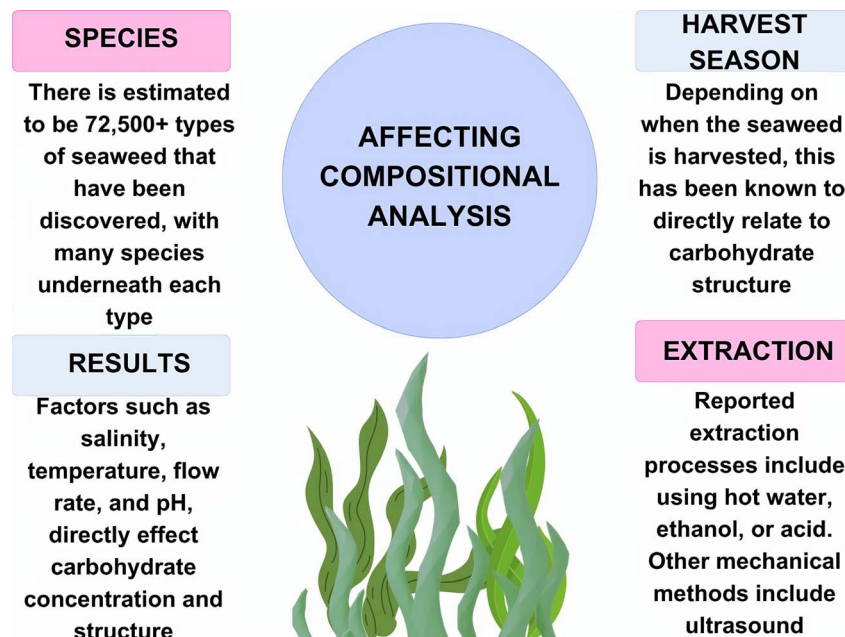 SPECIES
There is estimated
to be 72,500+ types
of seaweed that
have been
discovered, with
many species
underneath each
type
RESULTS
Factors such as
salinity,
temperature, flow
rate, and pH,
directly effect
carbohydrate
concentration and
structure
AFFECTING
COMPOSITIONAL
ANALYSIS
HARVEST
SEASON
Depending on
when the seaweed
is harvested, this
has been known to
directly relate to
carbohydrate
structure
EXTRACTION
Reported
extraction
processes include
using hot water,
ethanol, or acid.
Other mechanical
methods include
ultrasound